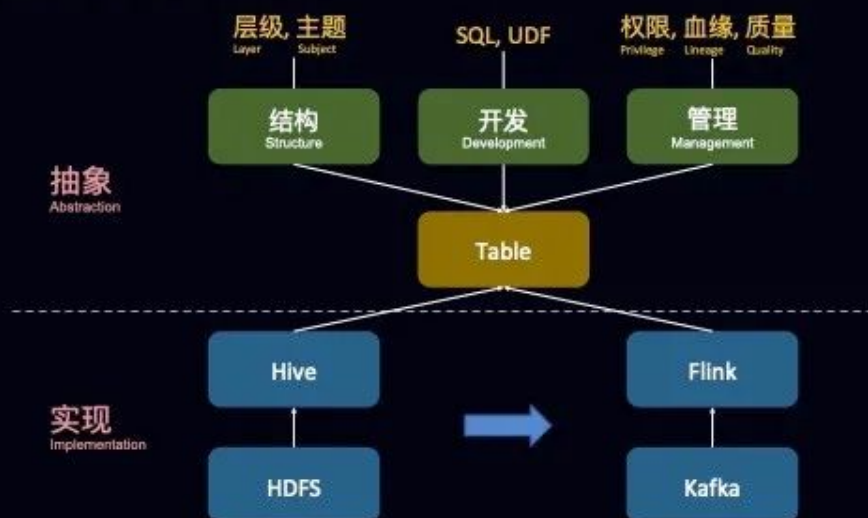 层级, 主题
Layer Subject
SQL, UDF
权限, 血缘, 质量
Privilege Lineage Quality
结构
Structure
开发
Development
管理
Management
抽象
Abstraction
Table
Hive
Flink
实现
Implementation
HDFS
Kafka